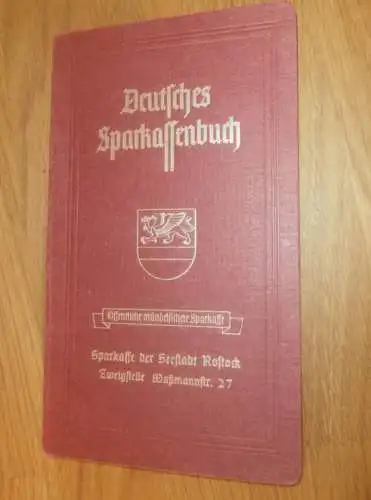 Deutsches
Sparkassenbuch
Öffentliche mündelsichere Sparkasse
Sparkasse der Seestadt Rostock
Zweigstelle Waßmannstr. 27